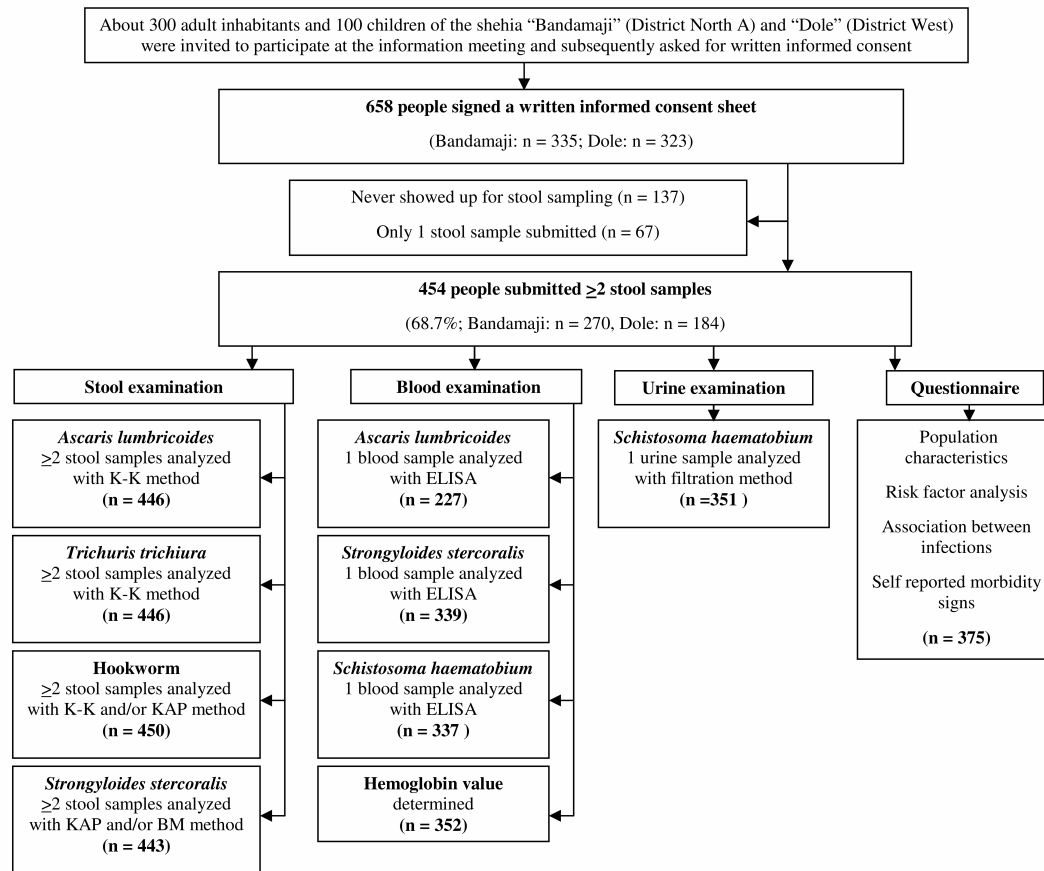 About 300 adult inhabitants and 100 children of the shehia “Bandamaji” (District North A) and “Dole” (District West)
were invited to participate at the information meeting and subsequently asked for written informed consent
658 people signed a written informed consent sheet
(Bandamaji: n = 335; Dole: n = 323)
Never showed up for stool sampling (n = 137)
Only 1 stool sample submitted (n = 67)
454 people submitted ≥2 stool samples
(68.7%; Bandamaji: n = 270, Dole: n = 184)
Stool examination
Ascaris lumbricoides
≥2 stool samples analyzed
with K-K method
(n = 446)
Trichuris trichiura
≥2 stool samples analyzed
with K-K method
(n = 446)
Hookworm
≥2 stool samples analyzed
with K-K and/or KAP method
(n = 450)
Strongyloides stercoralis
≥2 stool samples analyzed
with KAP and/or BM method
(n = 443)
Blood examination
Ascaris lumbricoides
1 blood sample analyzed
with ELISA
(n = 227)
Strongyloides stercoralis
1 blood sample analyzed
with ELISA
(n = 339)
Schistosoma haematobium
1 blood sample analyzed
with ELISA
(n = 337 )
Hemoglobin value
determined
(n = 352)
Urine examination
Schistosoma haematobium
1 urine sample analyzed
with filtration method
(n =351 )
Questionnaire
Population
characteristics
Risk factor analysis
Association between
infections
Self reported morbidity
signs
(n = 375)